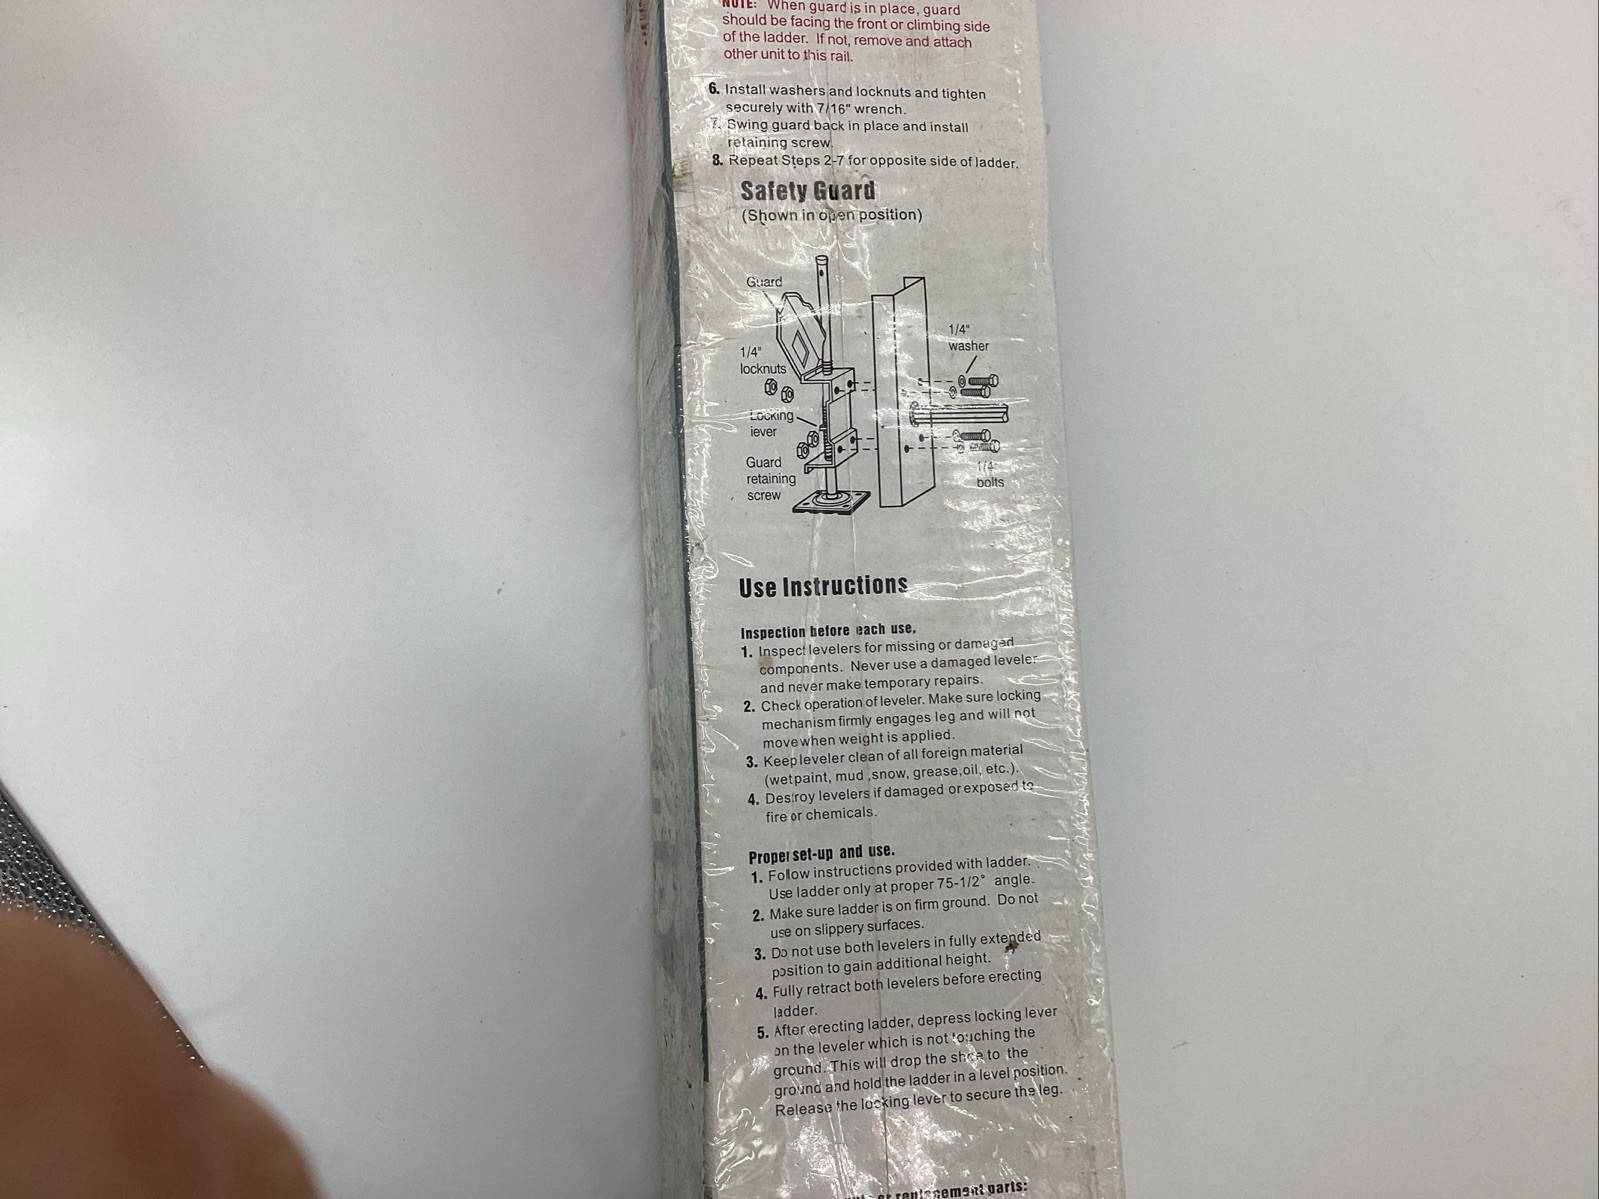 NOTE: When guard is in place, guard
should be facing the front or climbing side
of the ladder. If not, remove and attach
other unit to this rail.
6. Install washers and locknuts and tighten
securely with 7/16" wrench.
7. Swing guard back in place and install
retaining screw.
8. Repeat Steps 2-7 for opposite side of ladder.
Safety Guard
(Shown in open position)
Guard
1/4"
washer
1/4"
locknuts
Locking
lever
Guard
retaining
screw
1/4"
bolts
Use Instructions
Inspection before each use,
1. Inspect levelers for missing or damaged
components. Never use a damaged leveler
and never make temporary repairs.
2. Check operation of leveler. Make sure locking
mechanism firmly engages leg and will not
move when weight is applied.
3. Keep leveler clean of all foreign material
(wet paint, mud ,snow, grease,oil, etc.).
4. Destroy levelers if damaged or exposed to
fire or chemicals.
Proper set-up and use.
1. Follow instructions provided with ladder.
Use ladder only at proper 75-1/2° angle.
2. Make sure ladder is on firm ground. Do not
use on slippery surfaces.
3. Do not use both levelers in fully extended
position to gain additional height.
4. Fully retract both levelers before erecting
ladder.
5. After erecting ladder, depress locking lever
on the leveler which is not touching the
ground. This will drop the shoe to the
ground and hold the ladder in a level position.
Release the locking lever to secure the leg.
or replacement parts: